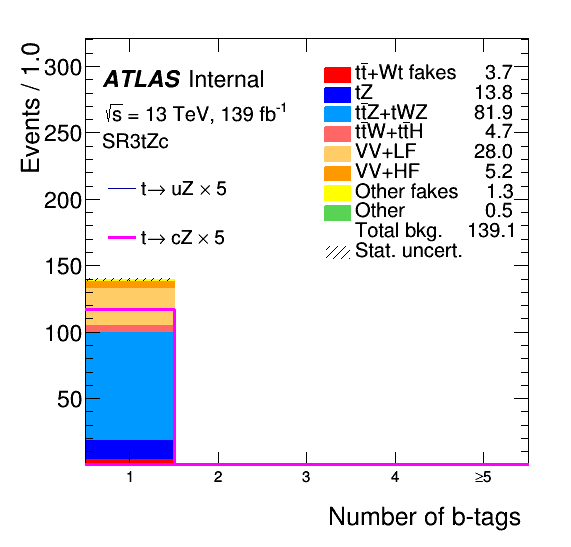 Events / 1.0
300
250
200
150
100
50
ATLAS Internal
√s = 13 TeV, 139 fb⁻¹
SR3tZc
t→ uZ × 5
t→ cZ × 5
tt̄+Wt fakes 3.7
tZ 13.8
tt̄Z+tWZ 81.9
tt̄W+tt̄H 4.7
VV+LF 28.0
VV+HF 5.2
Other fakes 1.3
Other 0.5
Total bkg. 139.1
Stat. uncert.
1 2 3 4 ≥5
Number of b-tags